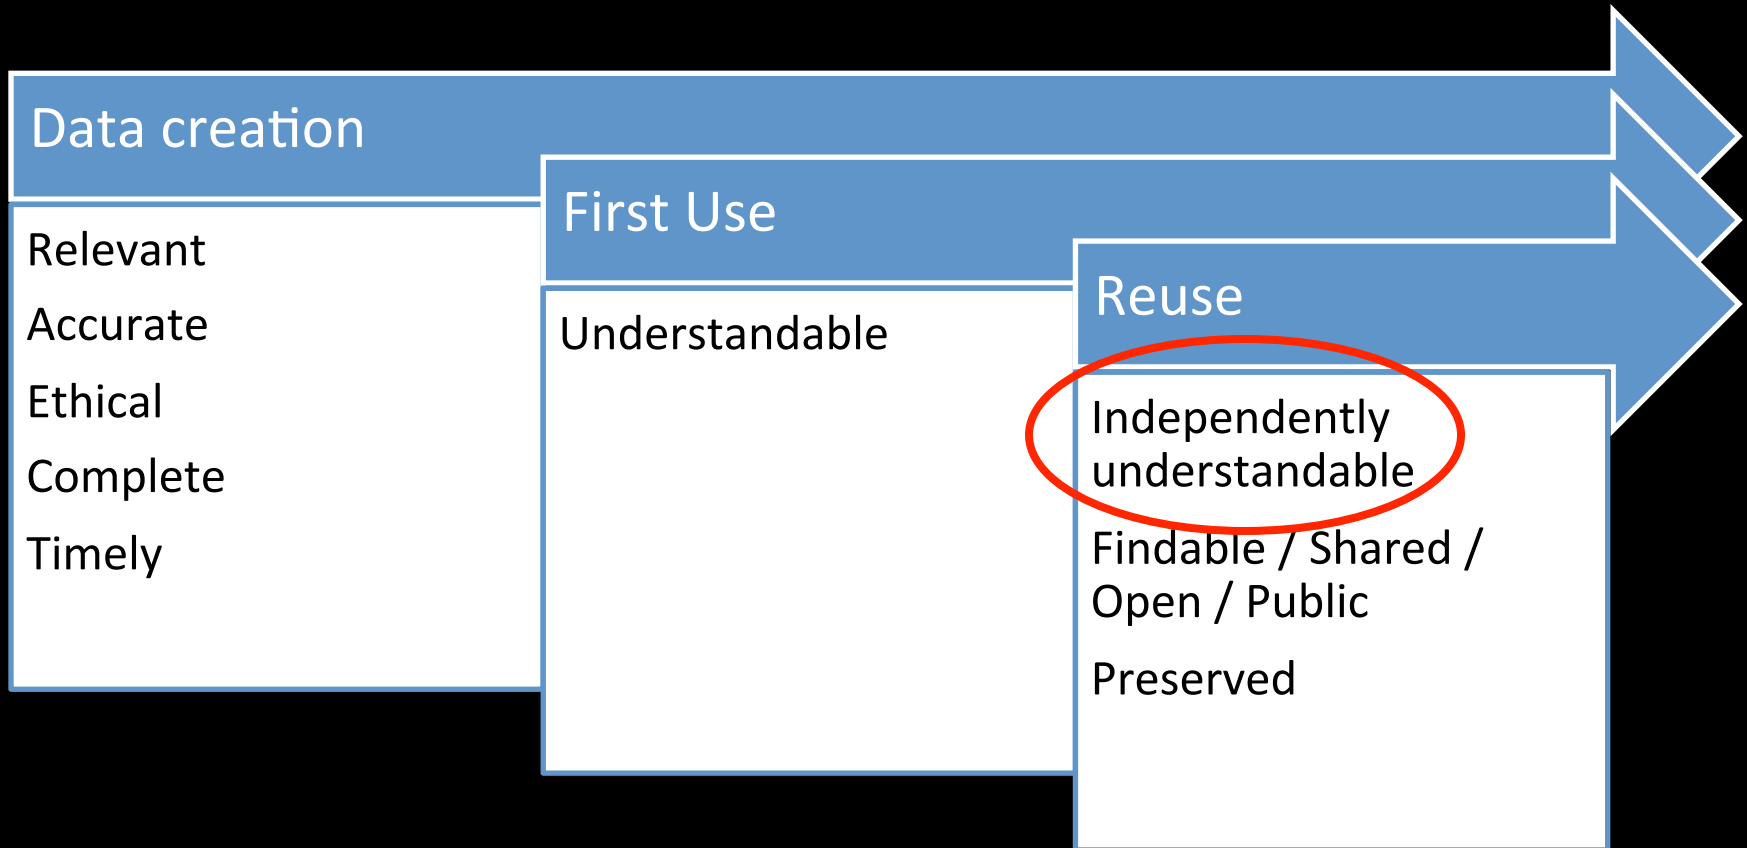 Data creation
Relevant
Accurate
Ethical
Complete
Timely
First Use
Understandable
Reuse
Independently
understandable
Findable / Shared /
Open / Public
Preserved